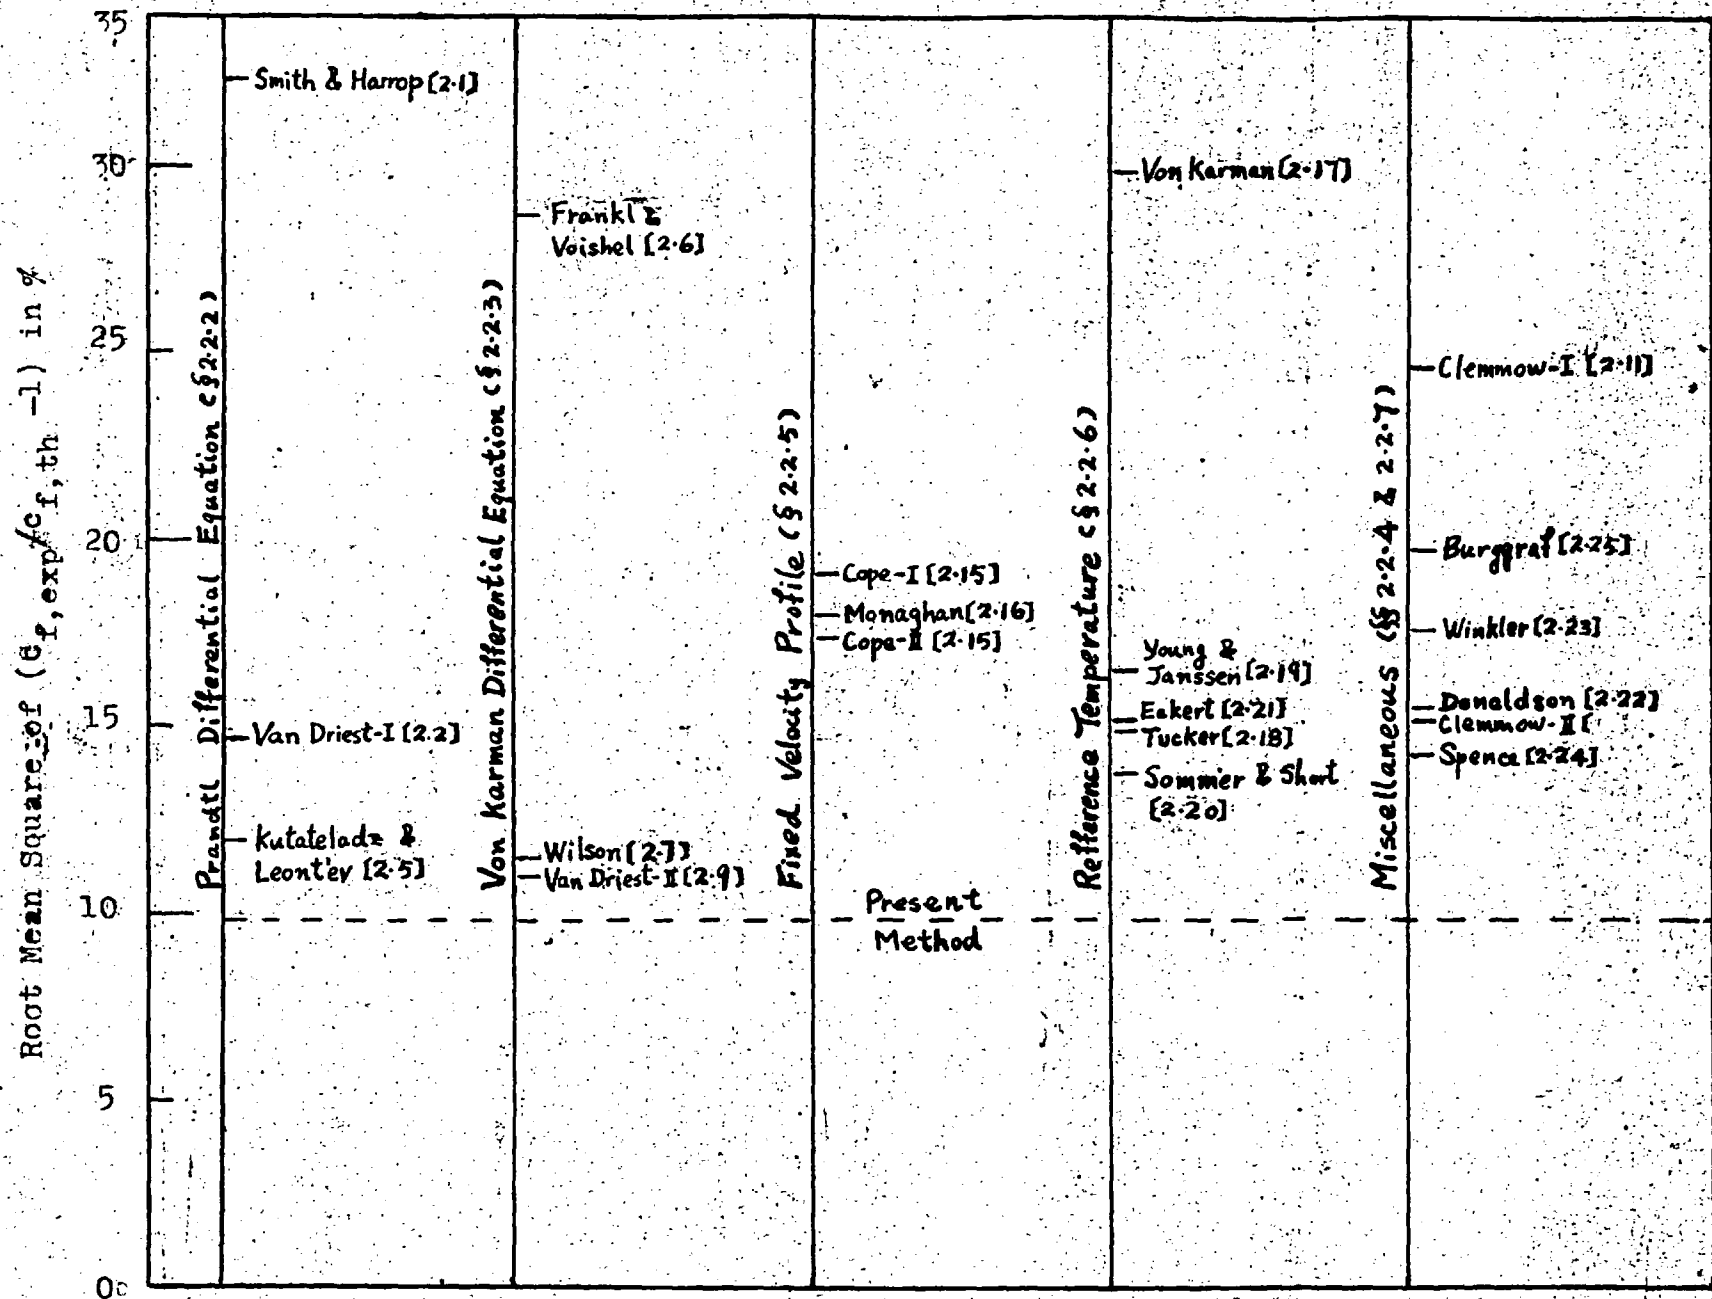 35
30
25
20
15
10
5
0
Root Mean Square of (c f, exp/c f, th -1) in %
Prandtl Differential Equation (§2.2.2)
Smith & Harrop [2.1]
Van Driest-I [2.2]
Kutateladz &
Leont'ev [2.5]
Von Karman Differential Equation (§2.2.3)
Frankl &
Voishel [2.6]
Wilson [2.7]
Van Driest-II [2.9]
Fixed Velocity Profile (§2.2.5)
Cope-I [2.15]
Monaghan [2.16]
Cope-II [2.15]
Present
Method
Refference Temperature (§2.2.6)
Von Karman [2.17]
Young &
Janssen [2.19]
Eckert [2.21]
Tucker [2.18]
Sommer & Short
[2.20]
Miscellaneous (§§2.2.4 & 2.2.7)
Clemmow-I [2.11]
Burggraf [2.25]
Winkler [2.23]
Donaldson [2.22]
Clemmow-II [
Spence [2.24]